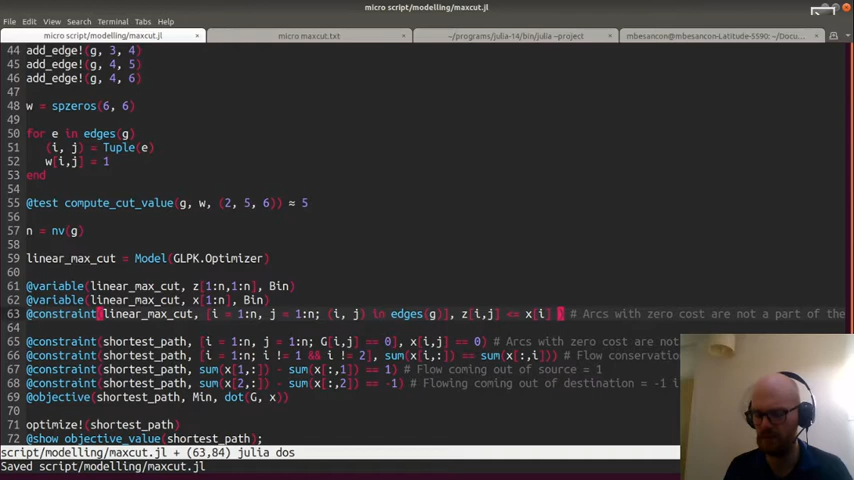 script/modelling/maxcut.jl
File Edit View Search Terminal Tabs Help
script/modelling/maxcut.jl × micro maxcut.txt × ~/programs/julia-14/bin/julia --project × mbesancon@mbesancon-Latitude-5590: ~/Docu... ×
44 add_edge!(g, 3, 4)
45 add_edge!(g, 4, 5)
46 add_edge!(g, 4, 6)
47
48 w = spzeros(6, 6)
49
50 for e in edges(g)
51 (i, j) = Tuple(e)
52 w[i,j] = 1
53 end
54
55 @test compute_cut_value(g, w, (2, 5, 6)) ≈ 5
56
57 n = nv(g)
58
59 linear_max_cut = Model(GLPK.Optimizer)
60
61 @variable(linear_max_cut, z[1:n,1:n], Bin)
62 @variable(linear_max_cut, x[1:n], Bin)
63 @constraint(linear_max_cut, [i = 1:n, j = 1:n; (i, j) in edges(g)], z[i,j] <= x[i] ) # Arcs with zero cost are not a part of the
64
65 @constraint(shortest_path, [i = 1:n, j = 1:n; G[i,j] == 0], x[i,j] == 0) # Arcs with zero cost are not
66 @constraint(shortest_path, [i = 1:n; i != 1 && i != 2], sum(x[i,:]) == sum(x[:,i])) # Flow conserva
67 @constraint(shortest_path, sum(x[1,:]) - sum(x[:,1]) == 1) # Flow coming out of source = 1
68 @constraint(shortest_path, sum(x[2,:]) - sum(x[:,2]) == -1) # Flowing coming out of destination = -1 i
69 @objective(shortest_path, Min, dot(G, x))
70
71 optimize!(shortest_path)
72 @show objective_value(shortest_path);
script/modelling/maxcut.jl + (63,84) julia dos
Saved script/modelling/maxcut.jl